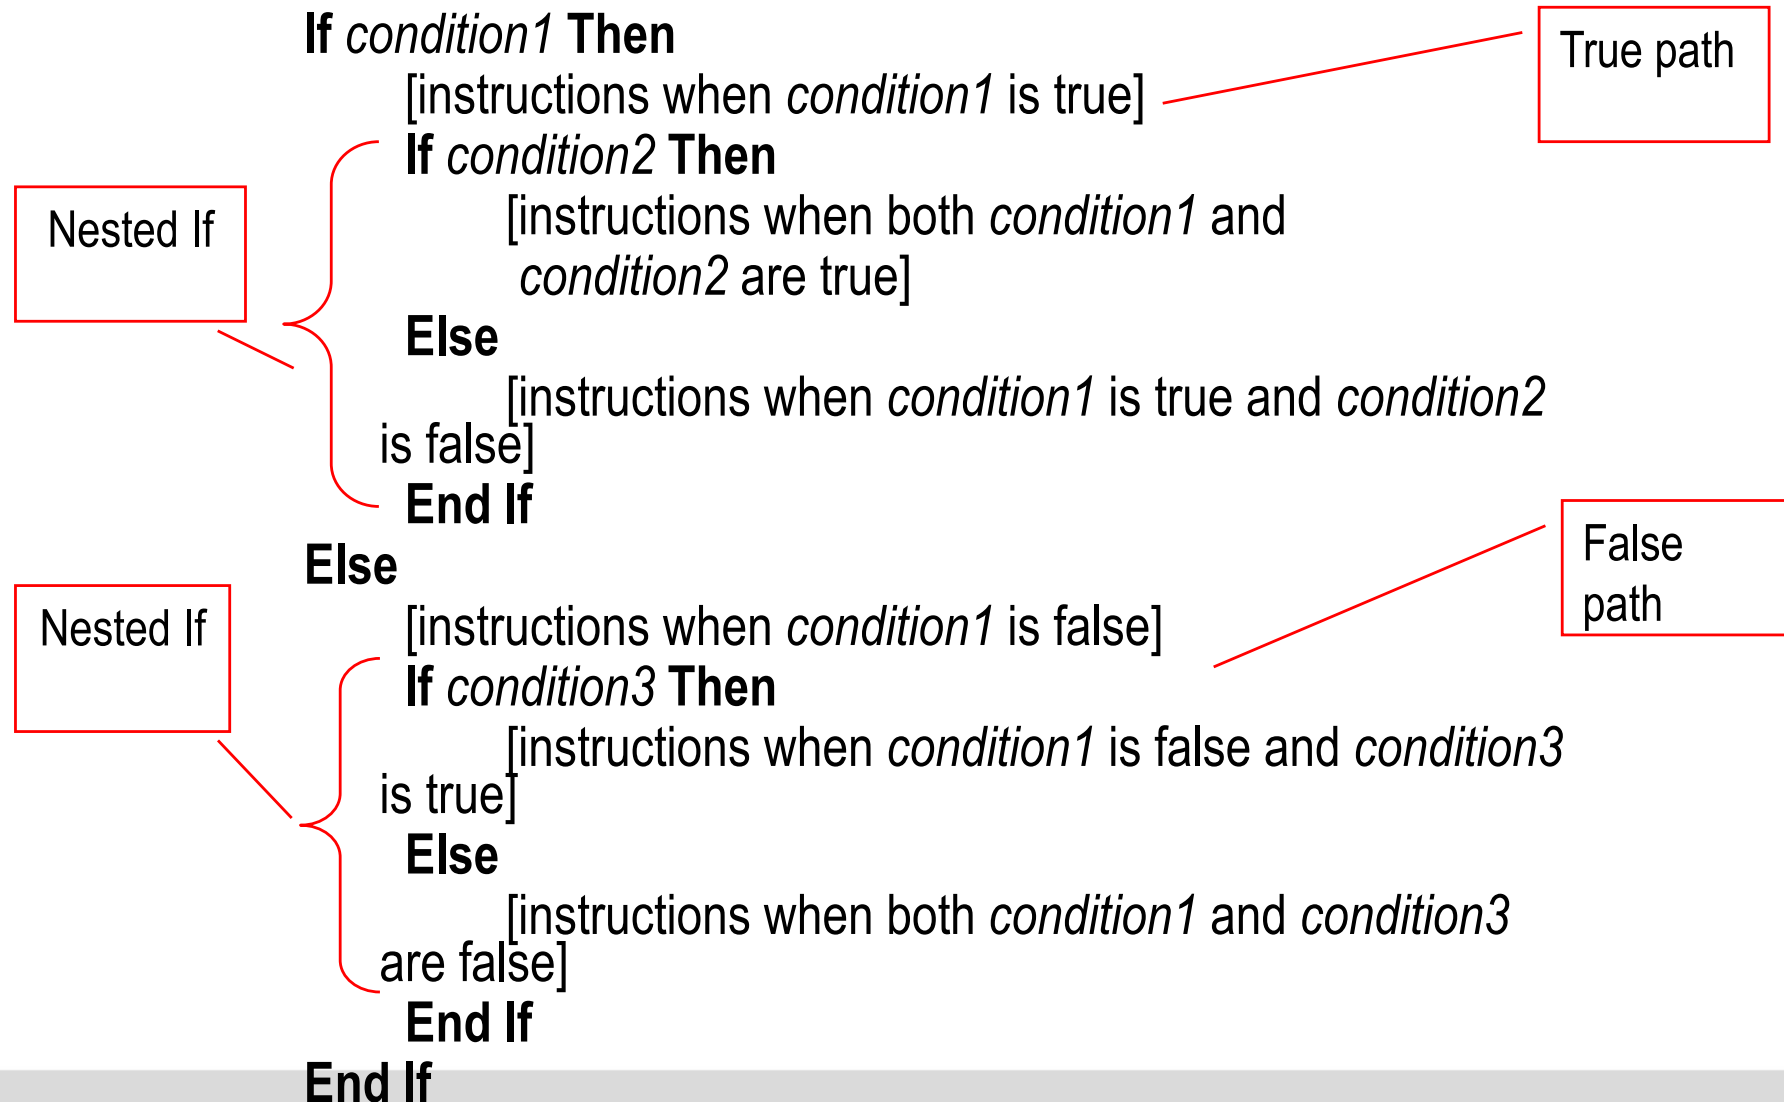 If condition1 Then
True path
[instructions when condition1 is true]
If condition2 Then
Nested If
[instructions when both condition1 and
condition2 are true]
Else
[instructions when condition1 is true and condition2
is false]
End If
Else
False
path
Nested If
[instructions when condition1 is false]
If condition3 Then
[instructions when condition1 is false and condition3
is true]
Else
[instructions when both condition1 and condition3
are false]
End If
End If